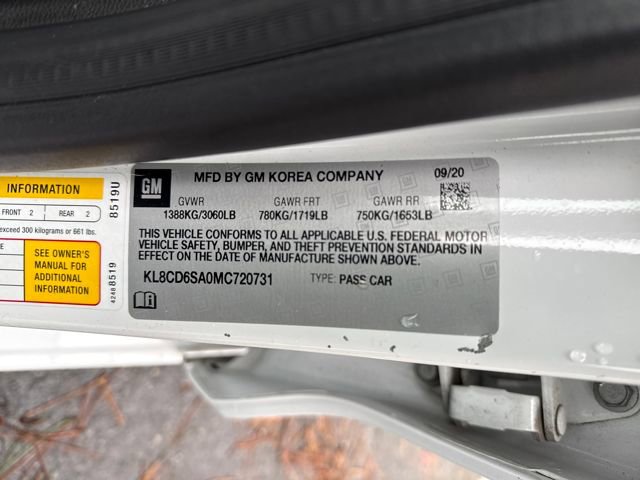 INFORMATION
FRONT 2 REAR 2
exceed 300 kilograms or 661 lbs.
SEE OWNER'S
MANUAL FOR
ADDITIONAL
INFORMATION
8519U
42488519
GM
MFD BY GM KOREA COMPANY
09/20
GVWR GAWR FRT GAWR RR
1388KG/3060LB 780KG/1719LB 750KG/1653LB
THIS VEHICLE CONFORMS TO ALL APPLICABLE U.S. FEDERAL MOTOR
VEHICLE SAFETY, BUMPER, AND THEFT PREVENTION STANDARDS IN
EFFECT ON THE DATE OF MANUFACTURE SHOWN ABOVE.
KL8CD6SA0MC720731 TYPE: PASS CAR